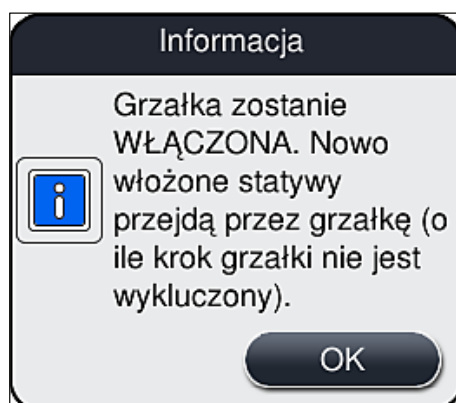 Informacja
Grzałka zostanie
WŁĄCZONA. Nowo
włożone statywy
przejdą przez grzałkę (o
ile krok grzałki nie jest
wykluczony).
OK